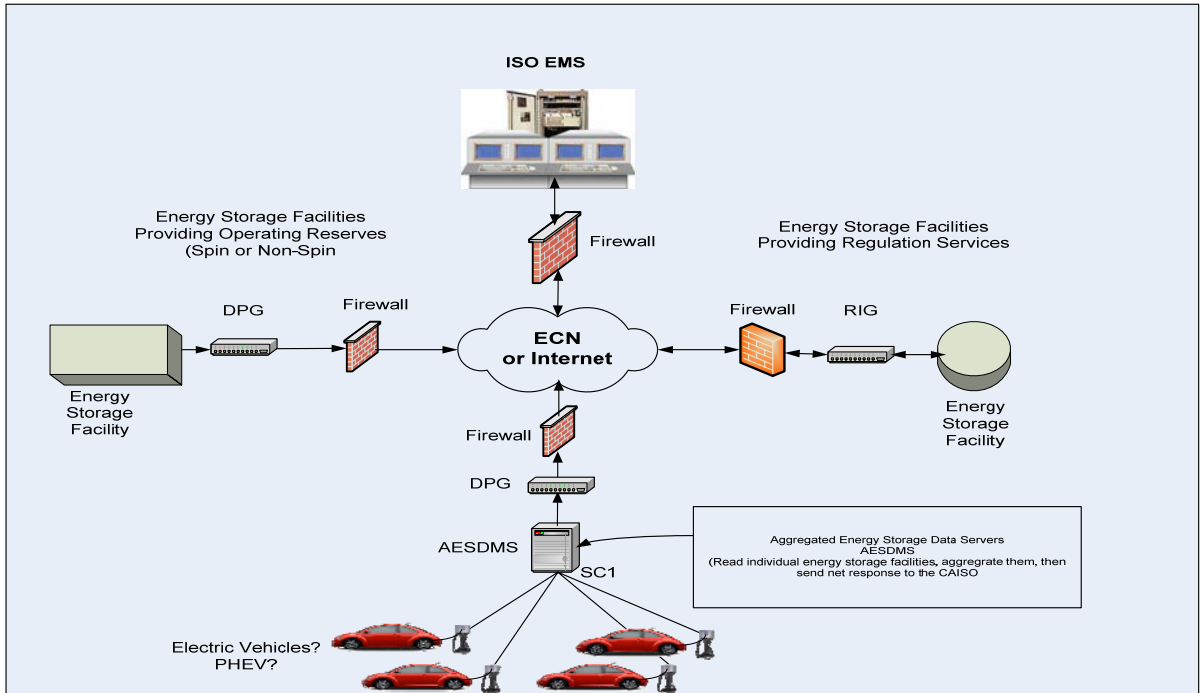 ISO EMS
Energy Storage Facilities
Providing Operating Reserves
(Spin or Non-Spin
Firewall
Energy Storage Facilities
Providing Regulation Services
DPG
Firewall
Firewall
RIG
ECN
or Internet
Energy
Storage
Facility
Energy
Storage
Facility
Firewall
DPG
AESDMS
SC1
Aggregated Energy Storage Data Servers
AESDMS
(Read individual energy storage facilities, aggregrate them, then
send net response to the CAISO
Electric Vehicles?
PHEV?